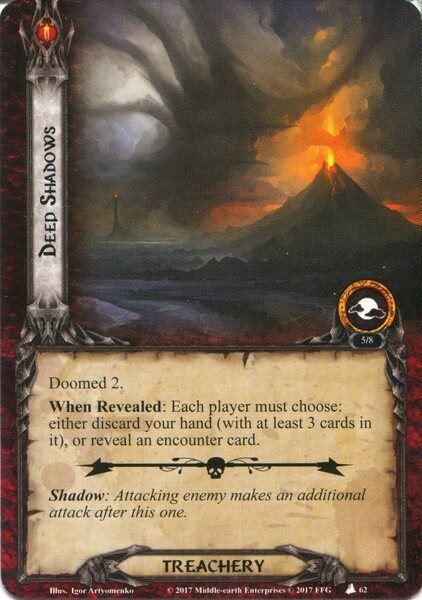 DEEP SHADOWS
5/8
Doomed 2.
When Revealed: Each player must choose:
either discard your hand (with at least 3 cards in
it), or reveal an encounter card.
Shadow: Attacking enemy makes an additional
attack after this one.
TREACHERY
Illus. Igor Artyomenko © 2017 Middle-earth Enterprises © 2017 FFG 62